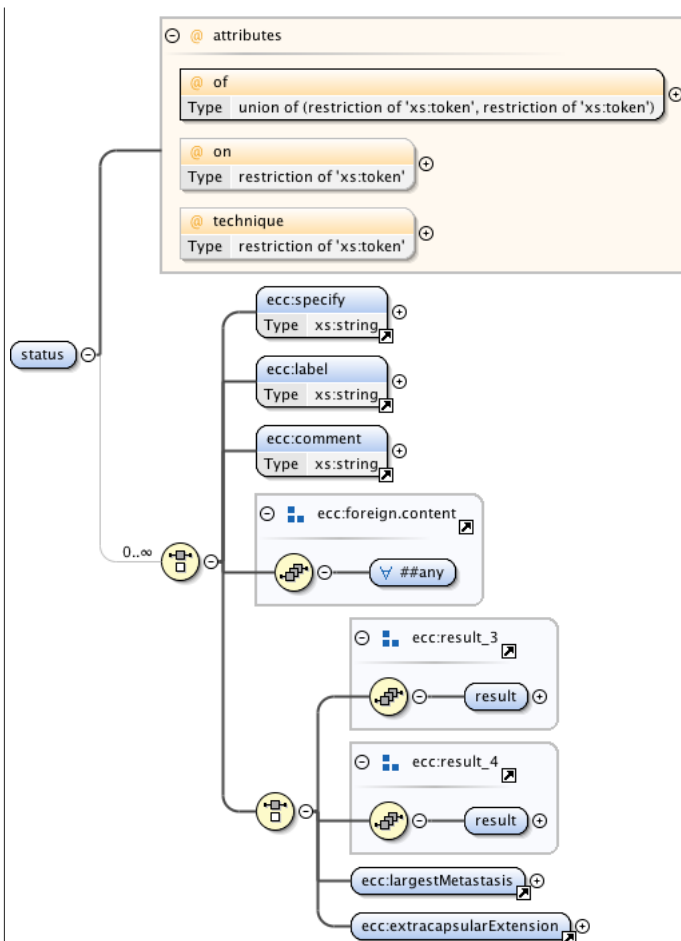 @ attributes
@ of
Type union of (restriction of 'xs:token', restriction of 'xs:token')
@ on
Type restriction of 'xs:token'
@ technique
Type restriction of 'xs:token'
ecc:specify
Type xs:string
status
ecc:label
Type xs:string
ecc:comment
Type xs:string
ecc:foreign.content
0..∞
∀ ##any
ecc:result_3
result
ecc:result_4
result
ecc:largestMetastasis
ecc:extracapsularExtension